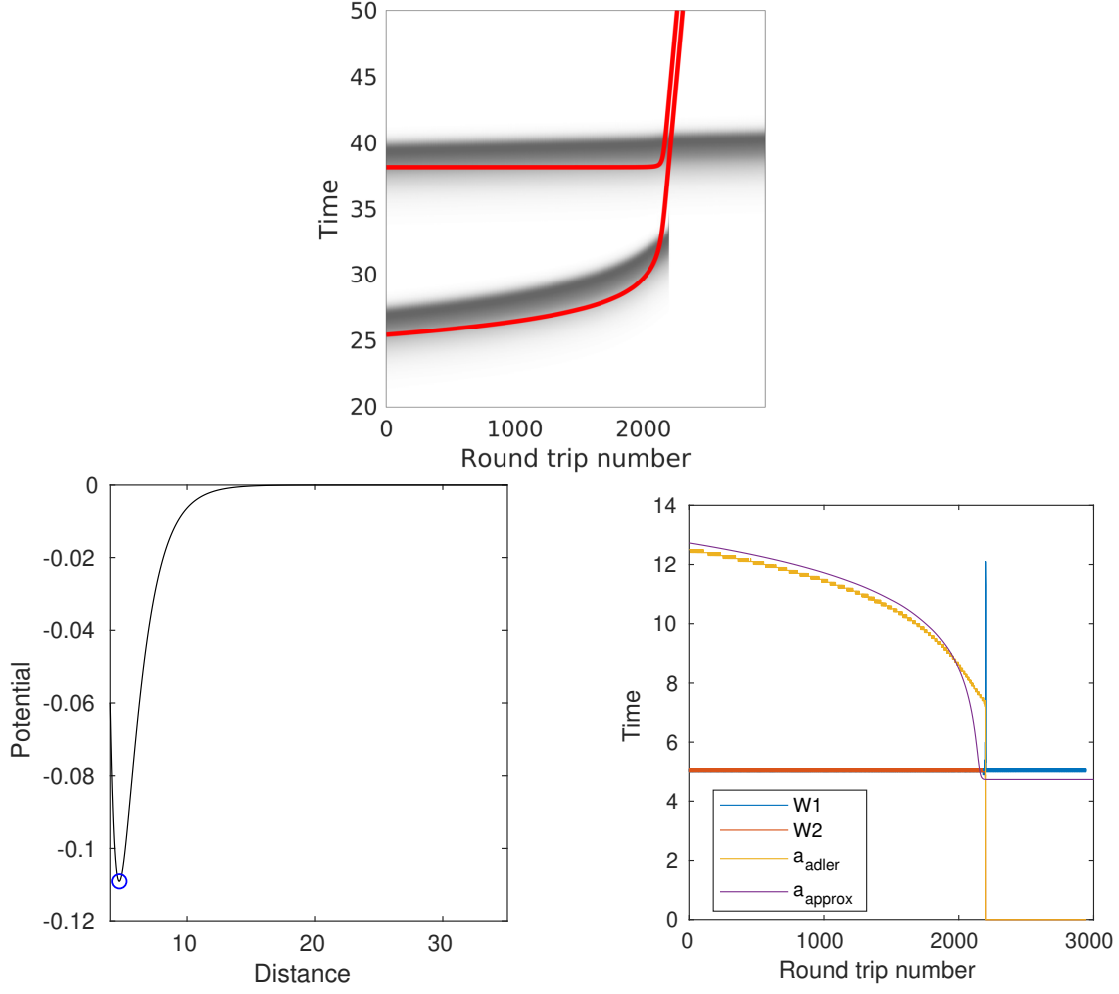 50
45
40
35
30
25
20
Time
0 1000 2000
Round trip number
0
-0.02
-0.04
-0.06
-0.08
-0.1
-0.12
Potential
10 20 30
Distance
14
12
10
8
6
4
2
0
Time
W1
W2
a_adler
a_approx
0 1000 2000 3000
Round trip number